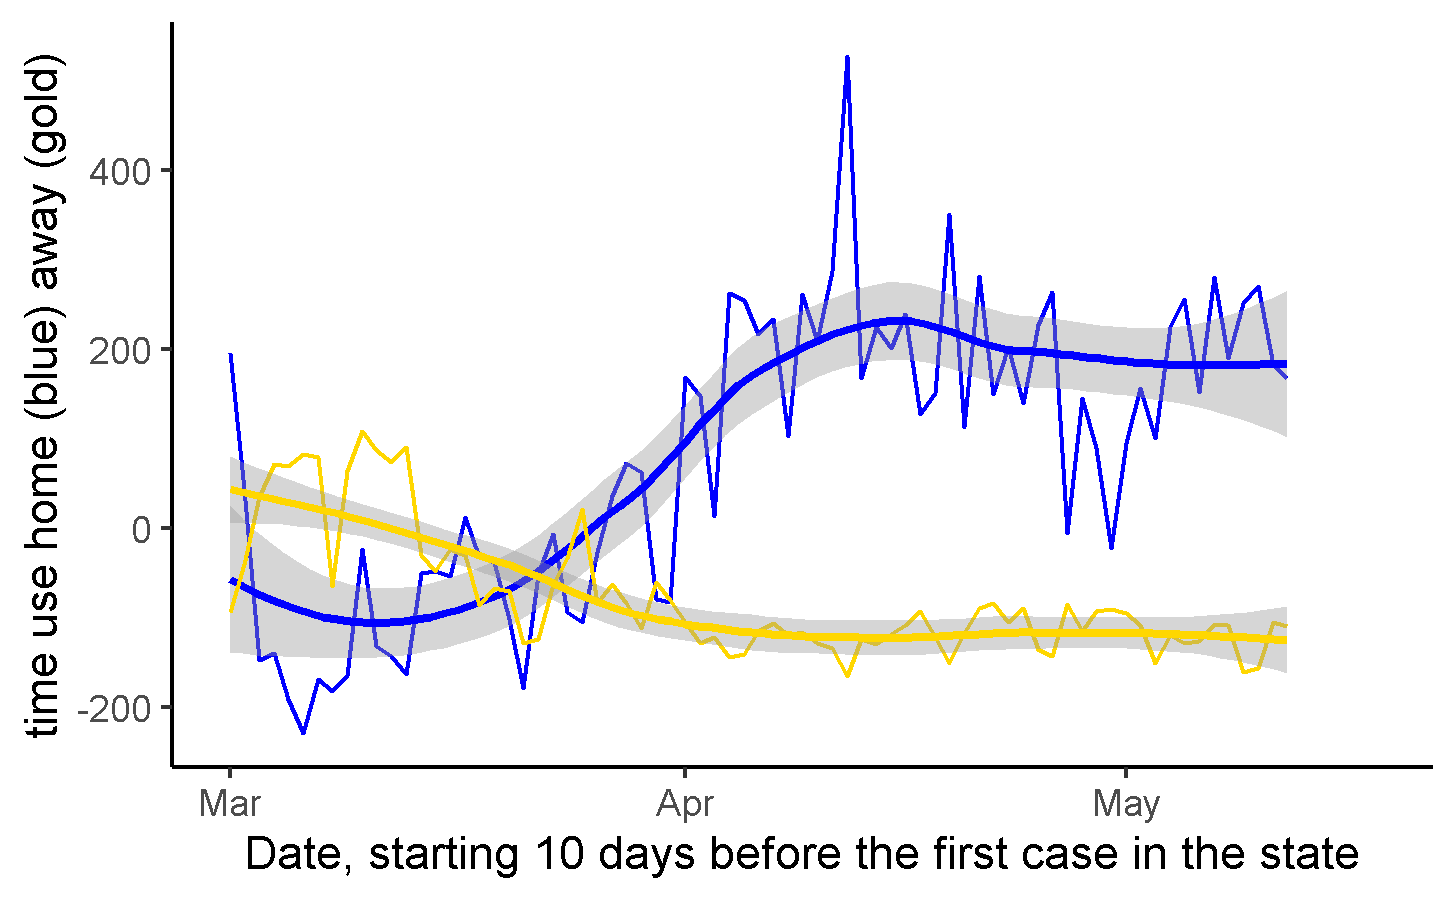 time use home (blue) away (gold)
400
200
0
-200
Mar
Apr
May
Date, starting 10 days before the first case in the state